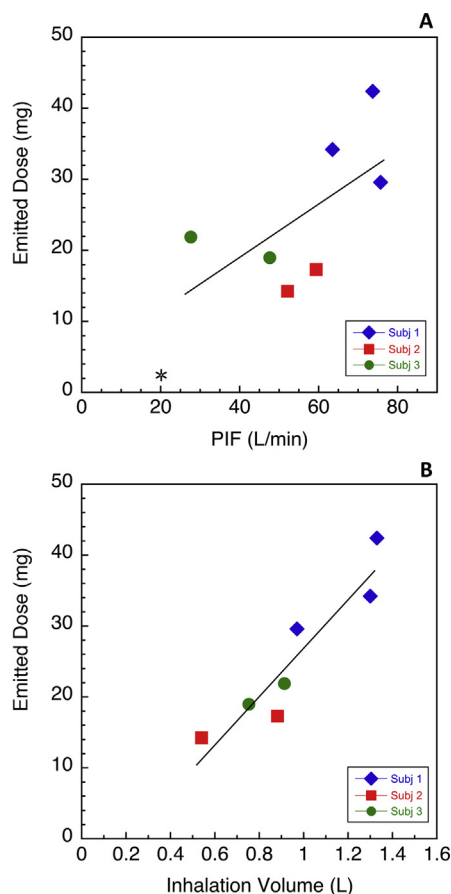 A
50
40
30
20
10
0
Emitted Dose (mg)
*
Subj 1
Subj 2
Subj 3
0 20 40 60 80
PIF (L/min)
B
50
40
30
20
10
0
Emitted Dose (mg)
Subj 1
Subj 2
Subj 3
0 0.2 0.4 0.6 0.8 1 1.2 1.4 1.6
Inhalation Volume (L)